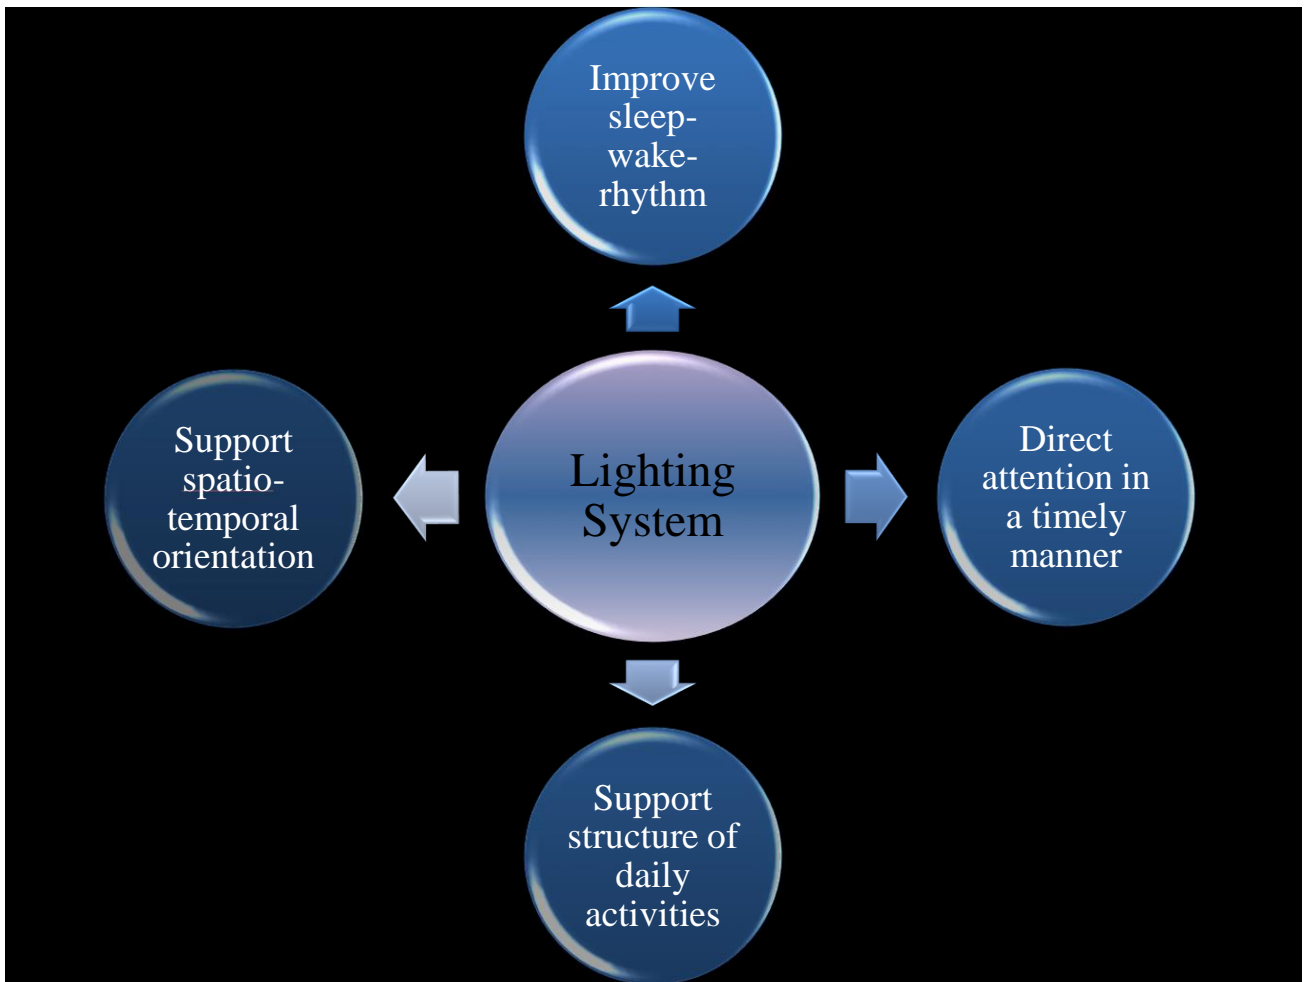 Improve
sleep-
wake-
rhythm
Support
spatio-
temporal
orientation
Lighting
System
Direct
attention in
a timely
manner
Support
structure of
daily
activities